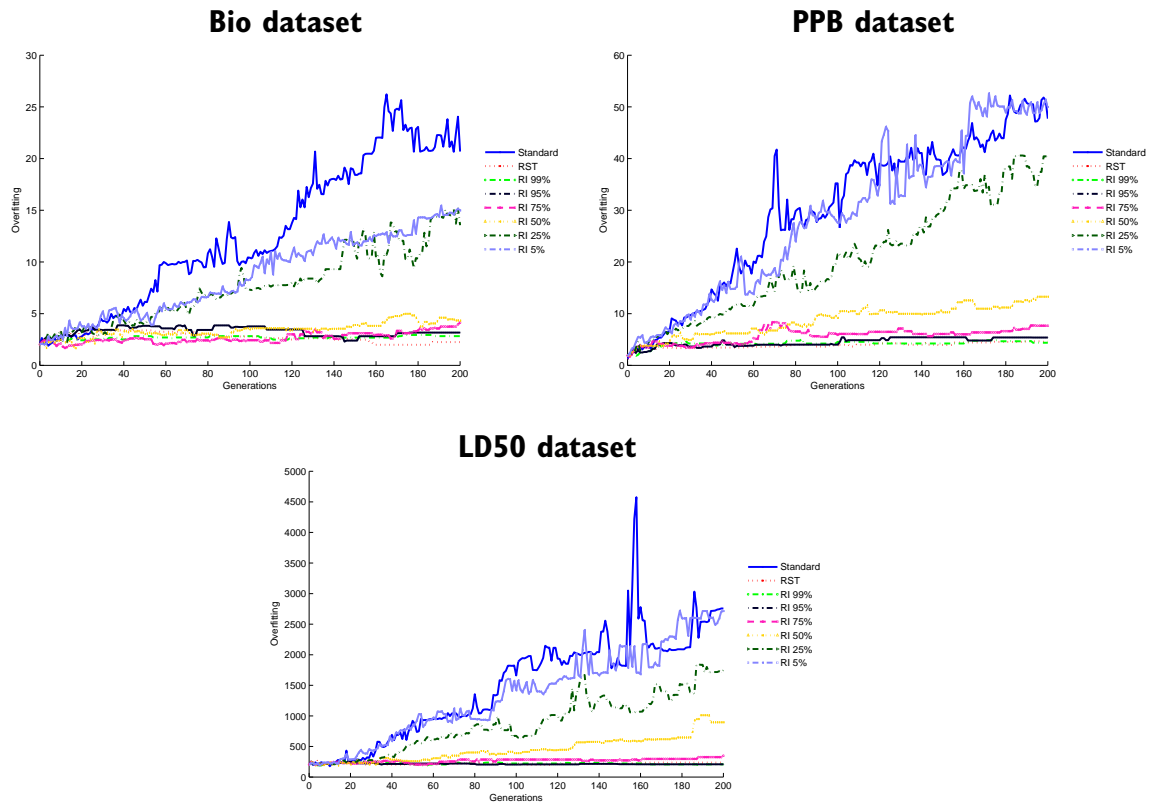 Bio dataset
30
25
20
15
10
5
0
Overfitting
0 20 40 60 80 100 120 140 160 180 200
Generations
Standard
RST
RI 99%
RI 95%
RI 75%
RI 50%
RI 25%
RI 5%
PPB dataset
60
50
40
30
20
10
0
Overfitting
0 20 40 60 80 100 120 140 160 180 200
Generations
Standard
RST
RI 99%
RI 95%
RI 75%
RI 50%
RI 25%
RI 5%
LD50 dataset
5000
4500
4000
3500
3000
2500
2000
1500
1000
500
0
Overfitting
0 20 40 60 80 100 120 140 160 180 200
Generations
Standard
RST
RI 99%
RI 95%
RI 75%
RI 50%
RI 25%
RI 5%